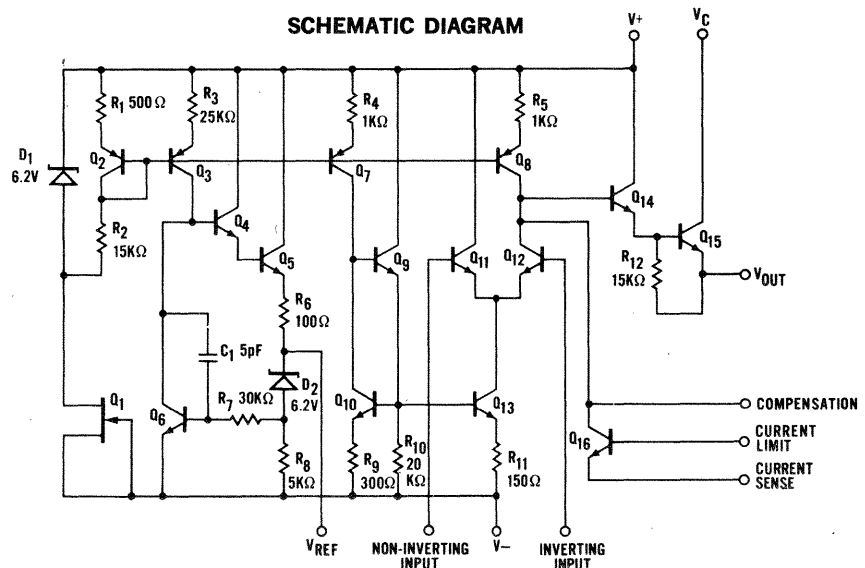 SCHEMATIC DIAGRAM
V+
VC
R1 500Ω
R3
25KΩ
R4
1KΩ
R5
1KΩ
D1
6.2V
Q2
Q3
Q7
Q8
Q4
Q14
R2
15KΩ
Q5
Q9
Q11
Q12
Q15
R12
15KΩ
VOUT
R6
100Ω
C1 5pF
D2
6.2V
Q1
Q6
R7 30KΩ
Q10
Q13
COMPENSATION
Q16
CURRENT
LIMIT
R8
5KΩ
R9
300Ω
R10
20
KΩ
R11
150Ω
CURRENT
SENSE
VREF
NON-INVERTING
INPUT
V−
INVERTING
INPUT